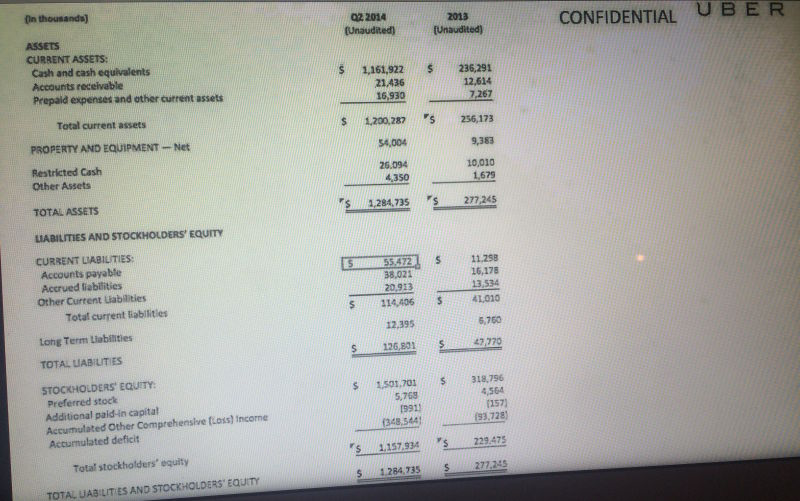 UBER
CONFIDENTIAL
(In thousands) Q2 2014 2013
(Unaudited) (Unaudited)
ASSETS
CURRENT ASSETS:
Cash and cash equivalents $ 1,161,922 $ 236,291
Accounts receivable 21,436 12,614
Prepaid expenses and other current assets 16,930 7,267
Total current assets $ 1,200,287 $ 256,173
PROPERTY AND EQUIPMENT — Net 54,004 9,383
Restricted Cash 26,094 10,010
Other Assets 4,350 1,679
TOTAL ASSETS $ 1,284,735 $ 277,245
LIABILITIES AND STOCKHOLDERS' EQUITY
CURRENT LIABILITIES:
Accounts payable $ 55,472 $ 11,298
Accrued liabilities 38,021 16,178
Other Current Liabilities 20,913 13,534
Total current liabilities $ 114,406 $ 41,010
Long Term Liabilities 12,395 6,760
TOTAL LIABILITIES $ 126,801 $ 47,770
STOCKHOLDERS' EQUITY:
Preferred stock $ 1,501,701 $ 318,796
Additional paid-in capital 5,768 4,564
Accumulated Other Comprehensive (Loss) Income (991) (157)
Accumulated deficit (348,544) (93,728)
Total stockholders' equity $ 1,157,934 $ 229,475
TOTAL LIABILITIES AND STOCKHOLDERS' EQUITY $ 1,284,735 $ 277,245